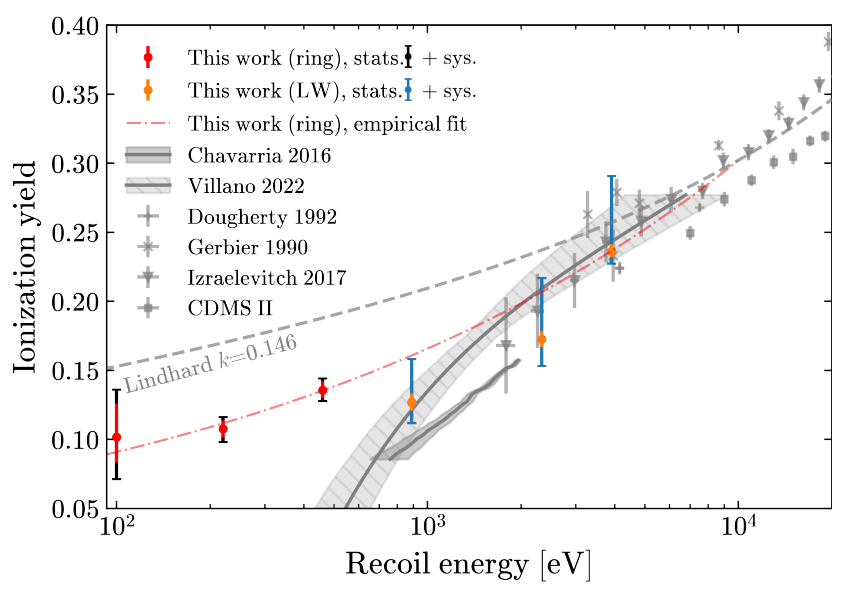 0.40
0.35
0.30
0.25
0.20
0.15
0.10
0.05
Ionization yield
This work (ring), stats. + sys.
This work (LW), stats. + sys.
This work (ring), empirical fit
Chavarria 2016
Villano 2022
Dougherty 1992
Gerbier 1990
Izraelevitch 2017
CDMS II
Lindhard k=0.146
10² 10³ 10⁴
Recoil energy [eV]